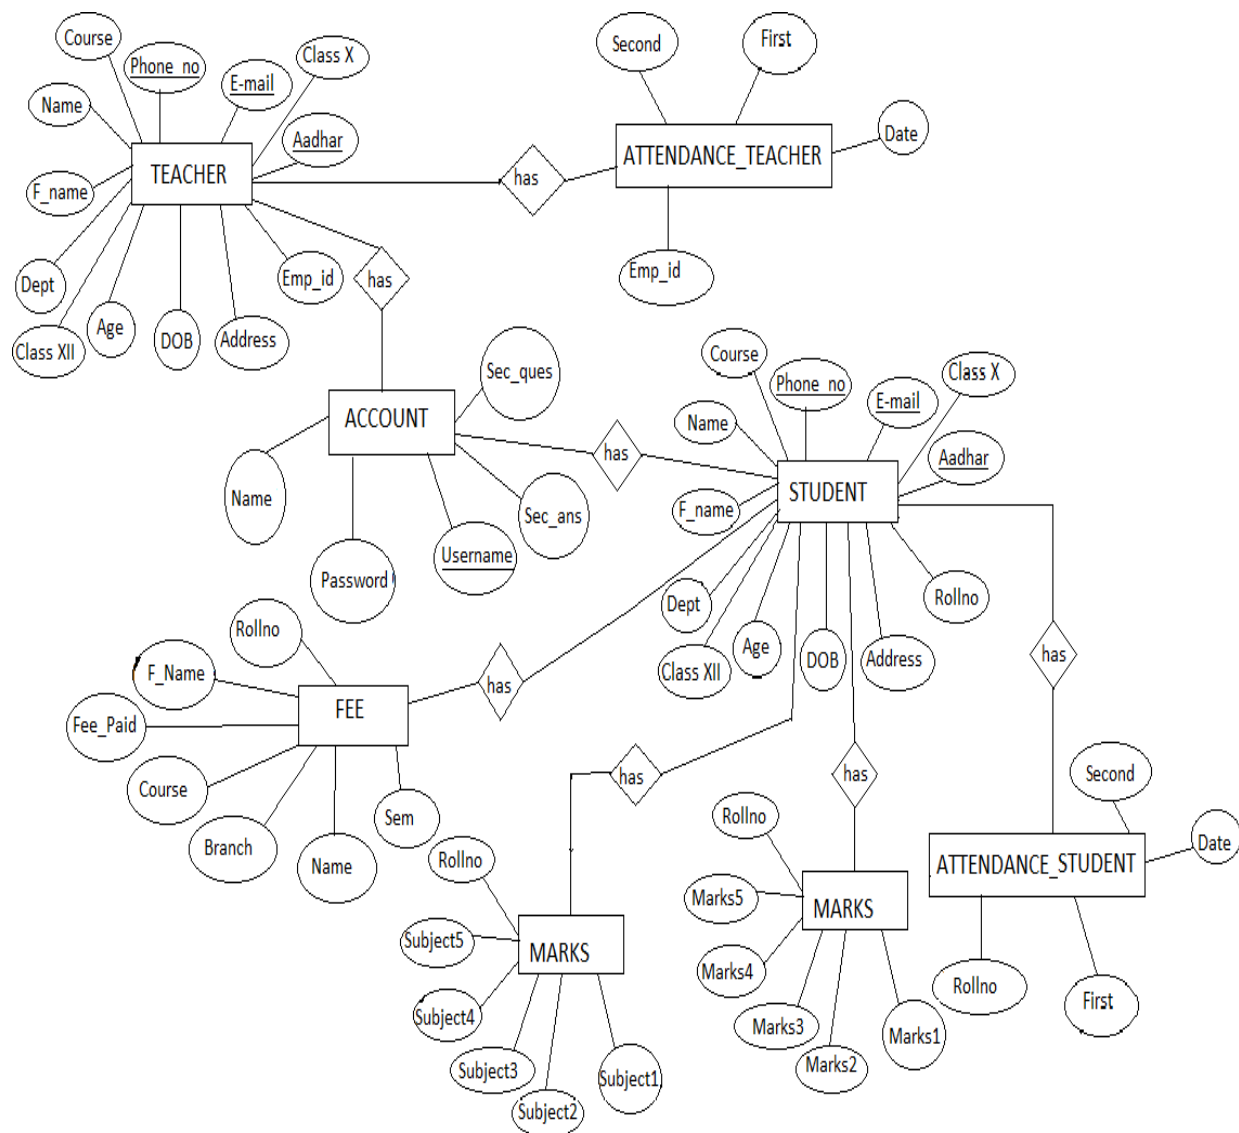 Course
Phone_no
E-mail
Class X
Name
Aadhar
TEACHER
F_name
Dept
Class XII
Age
DOB
Address
Emp_id
has
Second
First
Date
ATTENDANCE_TEACHER
Emp_id
has
ACCOUNT
Sec_ques
Name
Password
Username
Sec_ans
has
Course
Phone_no
E-mail
Class X
Name
Aadhar
STUDENT
F_name
Dept
Class XII
Age
DOB
Address
Rollno
has
Rollno
F_Name
Fee_Paid
FEE
Course
Branch
Name
Sem
has
Rollno
Subject5
MARKS
Subject4
Subject3
Subject2
Subject1
has
Rollno
Marks5
MARKS
Marks4
Marks3
Marks2
Marks1
has
Second
Date
ATTENDANCE_STUDENT
Rollno
First